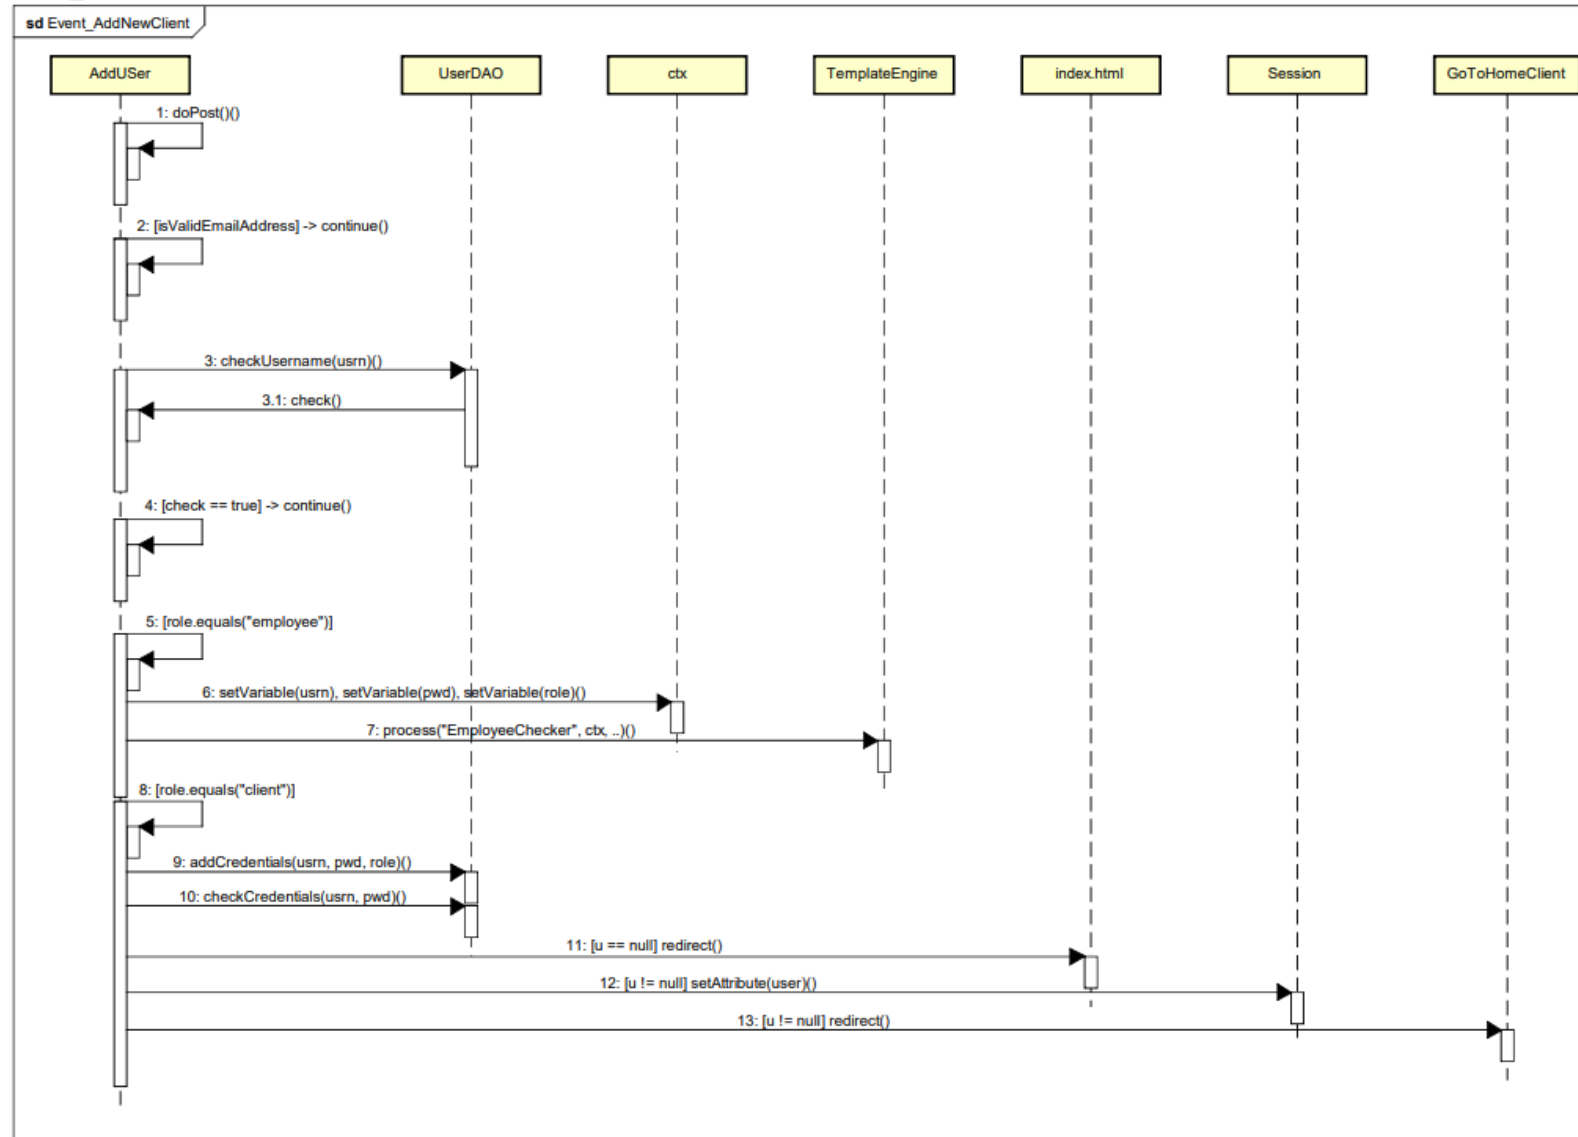 sd Event_AddNewClient
AddUSer
UserDAO
ctx
TemplateEngine
index.html
Session
GoToHomeClient
1: doPost()()
2: [isValidEmailAddress] -> continue()
3: checkUsername(usrn)()
3.1: check()
4: [check == true] -> continue()
5: [role.equals("employee")]
6: setVariable(usrn), setVariable(pwd), setVariable(role)()
7: process("EmployeeChecker", ctx, ..)()
8: [role.equals("client")]
9: addCredentials(usrn, pwd, role)()
10: checkCredentials(usrn, pwd)()
11: [u == null] redirect()
12: [u != null] setAttribute(user)()
13: [u != null] redirect()